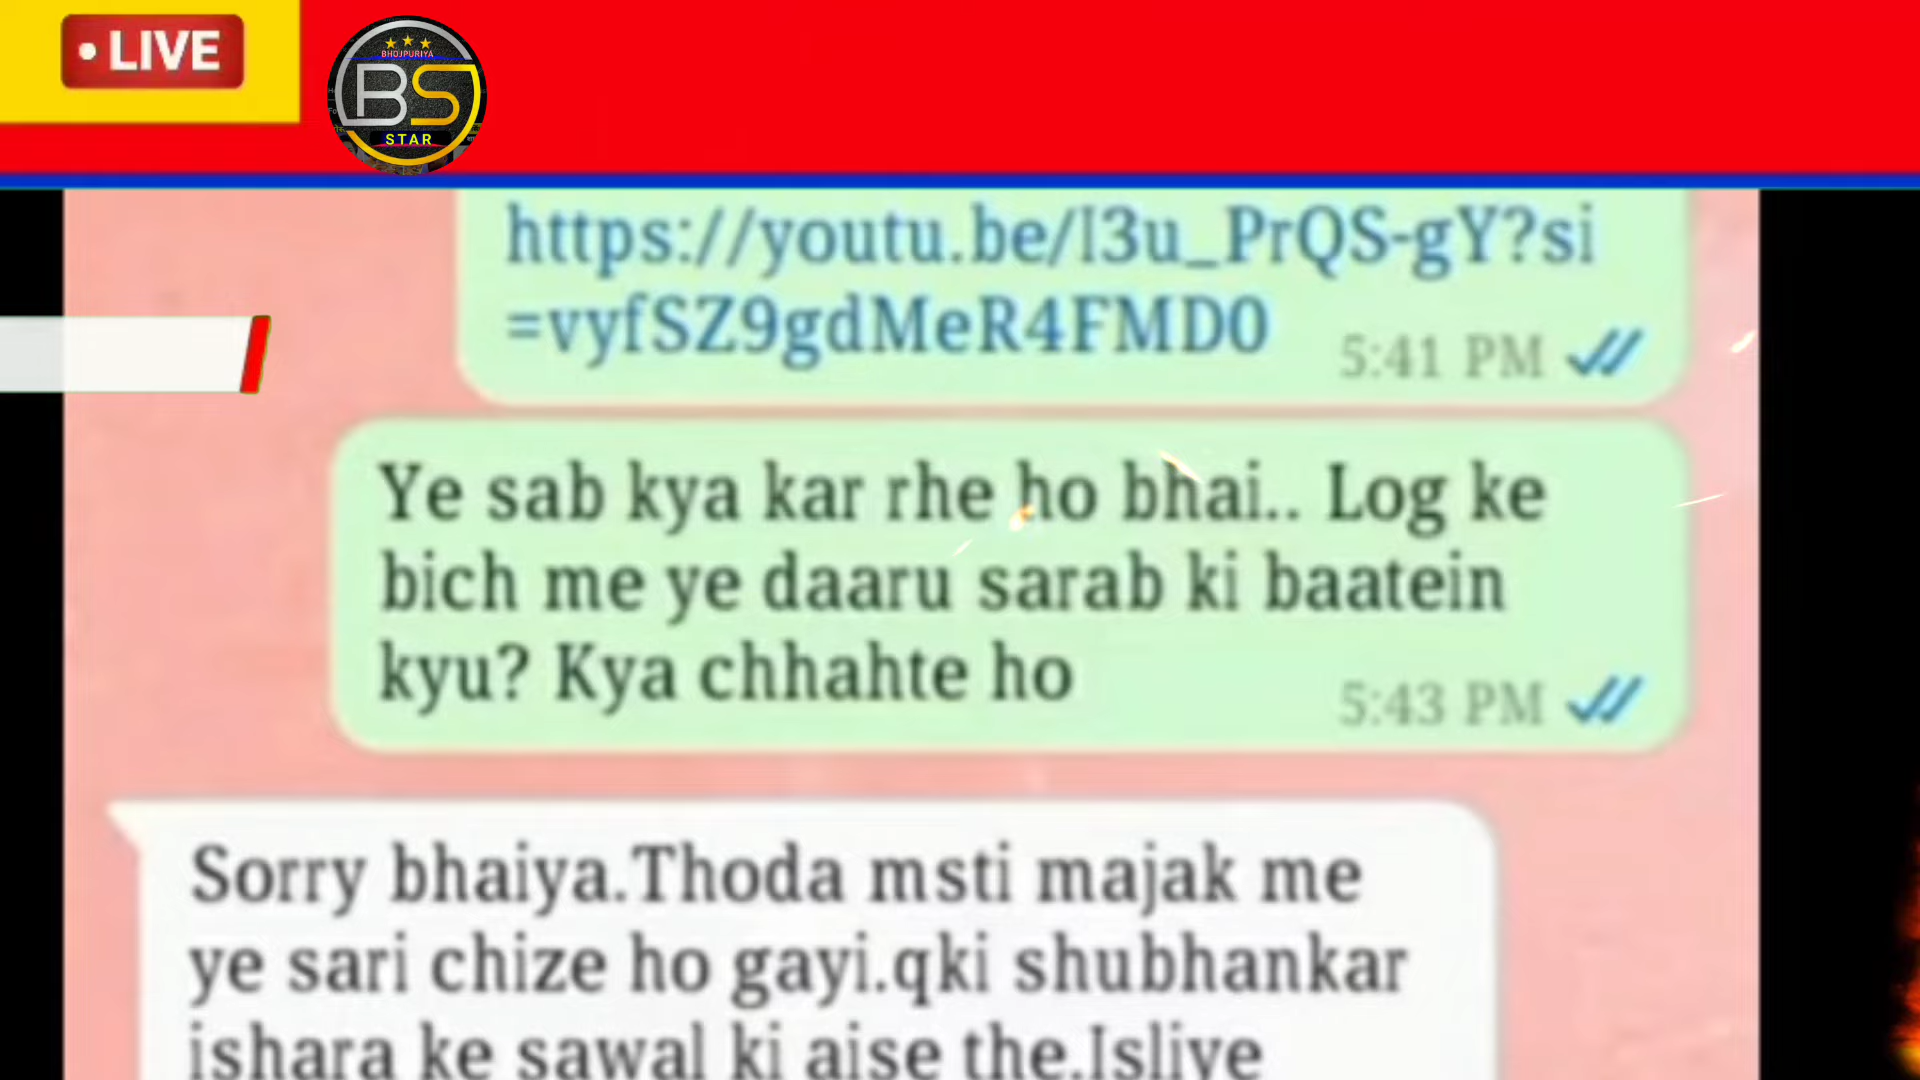 • LIVE
BHOJPURIYA
BS
STAR
https://youtu.be/I3u_PrQS-gY?si
=vyfSZ9gdMeR4FMD0
5:41 PM
Ye sab kya kar rhe ho bhai.. Log ke
bich me ye daaru sarab ki baatein
kyu? Kya chhahte ho
5:43 PM
Sorry bhaiya.Thoda msti majak me
ye sari chize ho gayi.qki shubhankar
ishara ke sawal ki aise the.Isliye